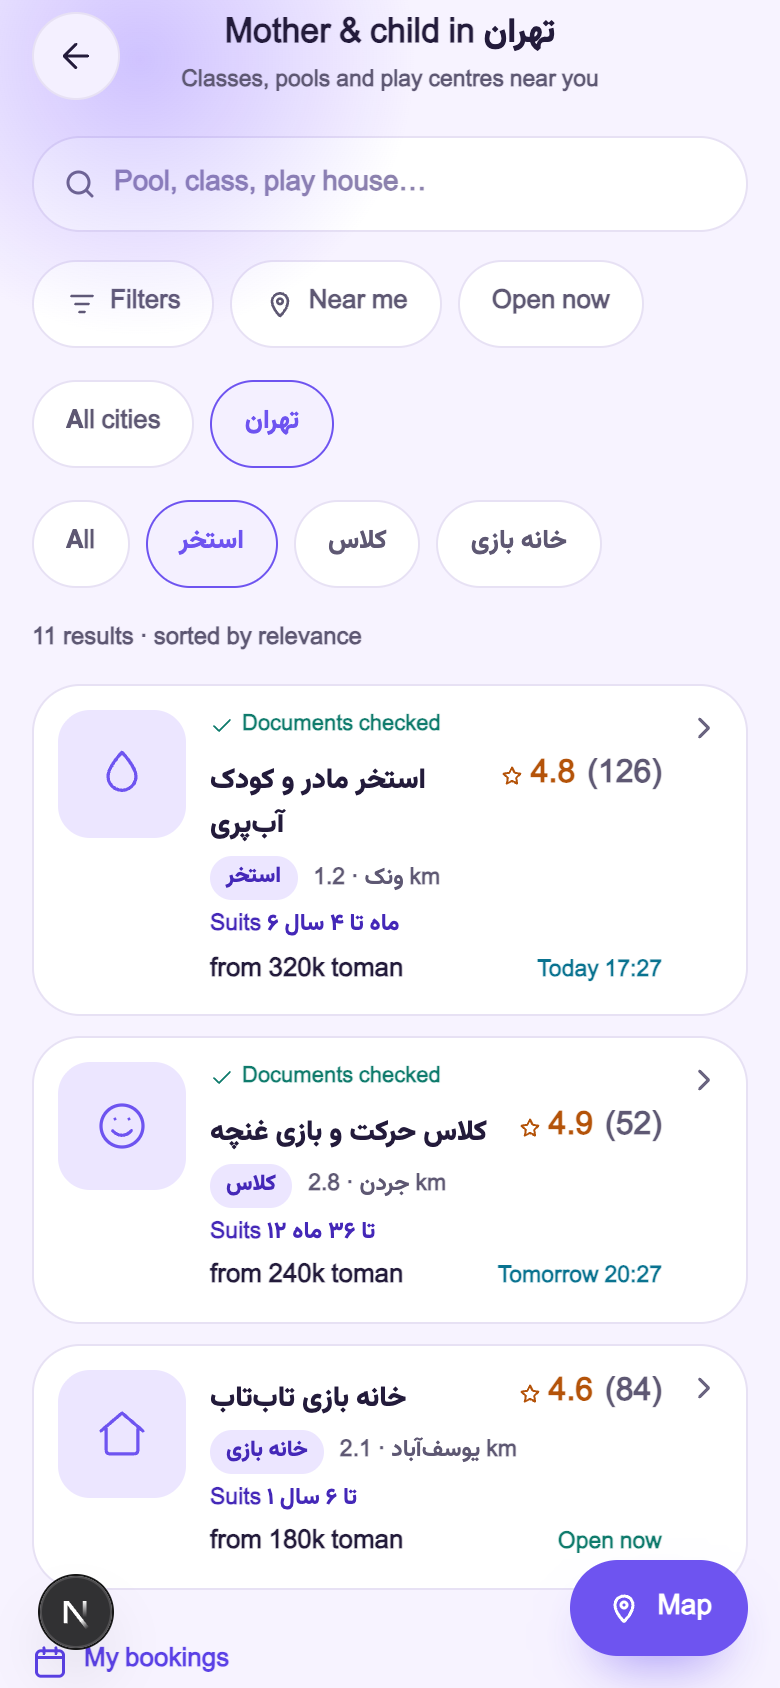 Mother & child in تهران
Classes, pools and play centres near you
Pool, class, play house...
Filters
Near me
Open now
All cities
تهران
All
استخر
کلاس
خانه بازی
11 results · sorted by relevance
Documents checked
استخر مادر و کودک
آب‌پری
4.8 (126)
استخر
1.2 · ونک km
Suits ۶ ماه تا ۴ سال
from 320k toman
Today 17:27
Documents checked
کلاس حرکت و بازی غنچه
4.9 (52)
کلاس
2.8 · جردن km
Suits ۱۲ تا ۳۶ ماه
from 240k toman
Tomorrow 20:27
خانه بازی تاب‌تاب
4.6 (84)
خانه بازی
2.1 · یوسف‌آباد km
Suits ۱ تا ۶ سال
from 180k toman
Open now
N
Map
My bookings